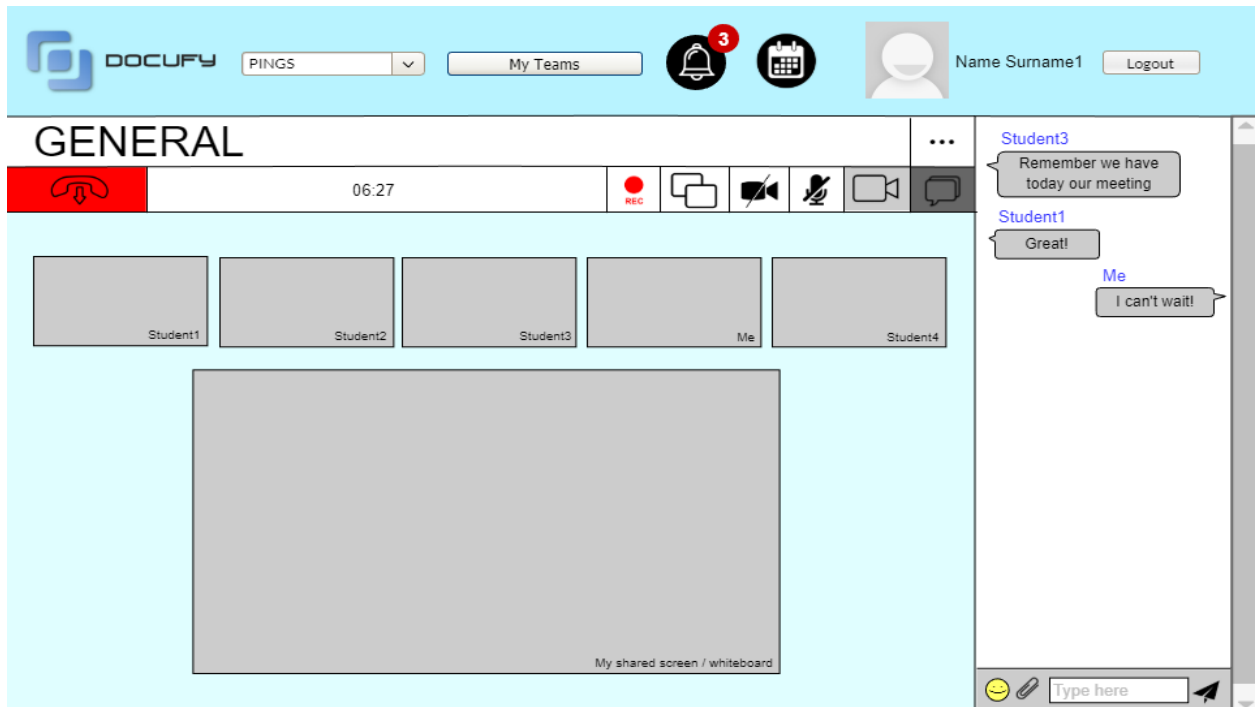 DOCUFY
PINGS
My Teams
3
Name Surname1
Logout
GENERAL
...
06:27
REC
Student1
Student2
Student3
Me
Student4
My shared screen / whiteboard
Student3
Remember we have
today our meeting
Student1
Great!
Me
I can't wait!
Type here